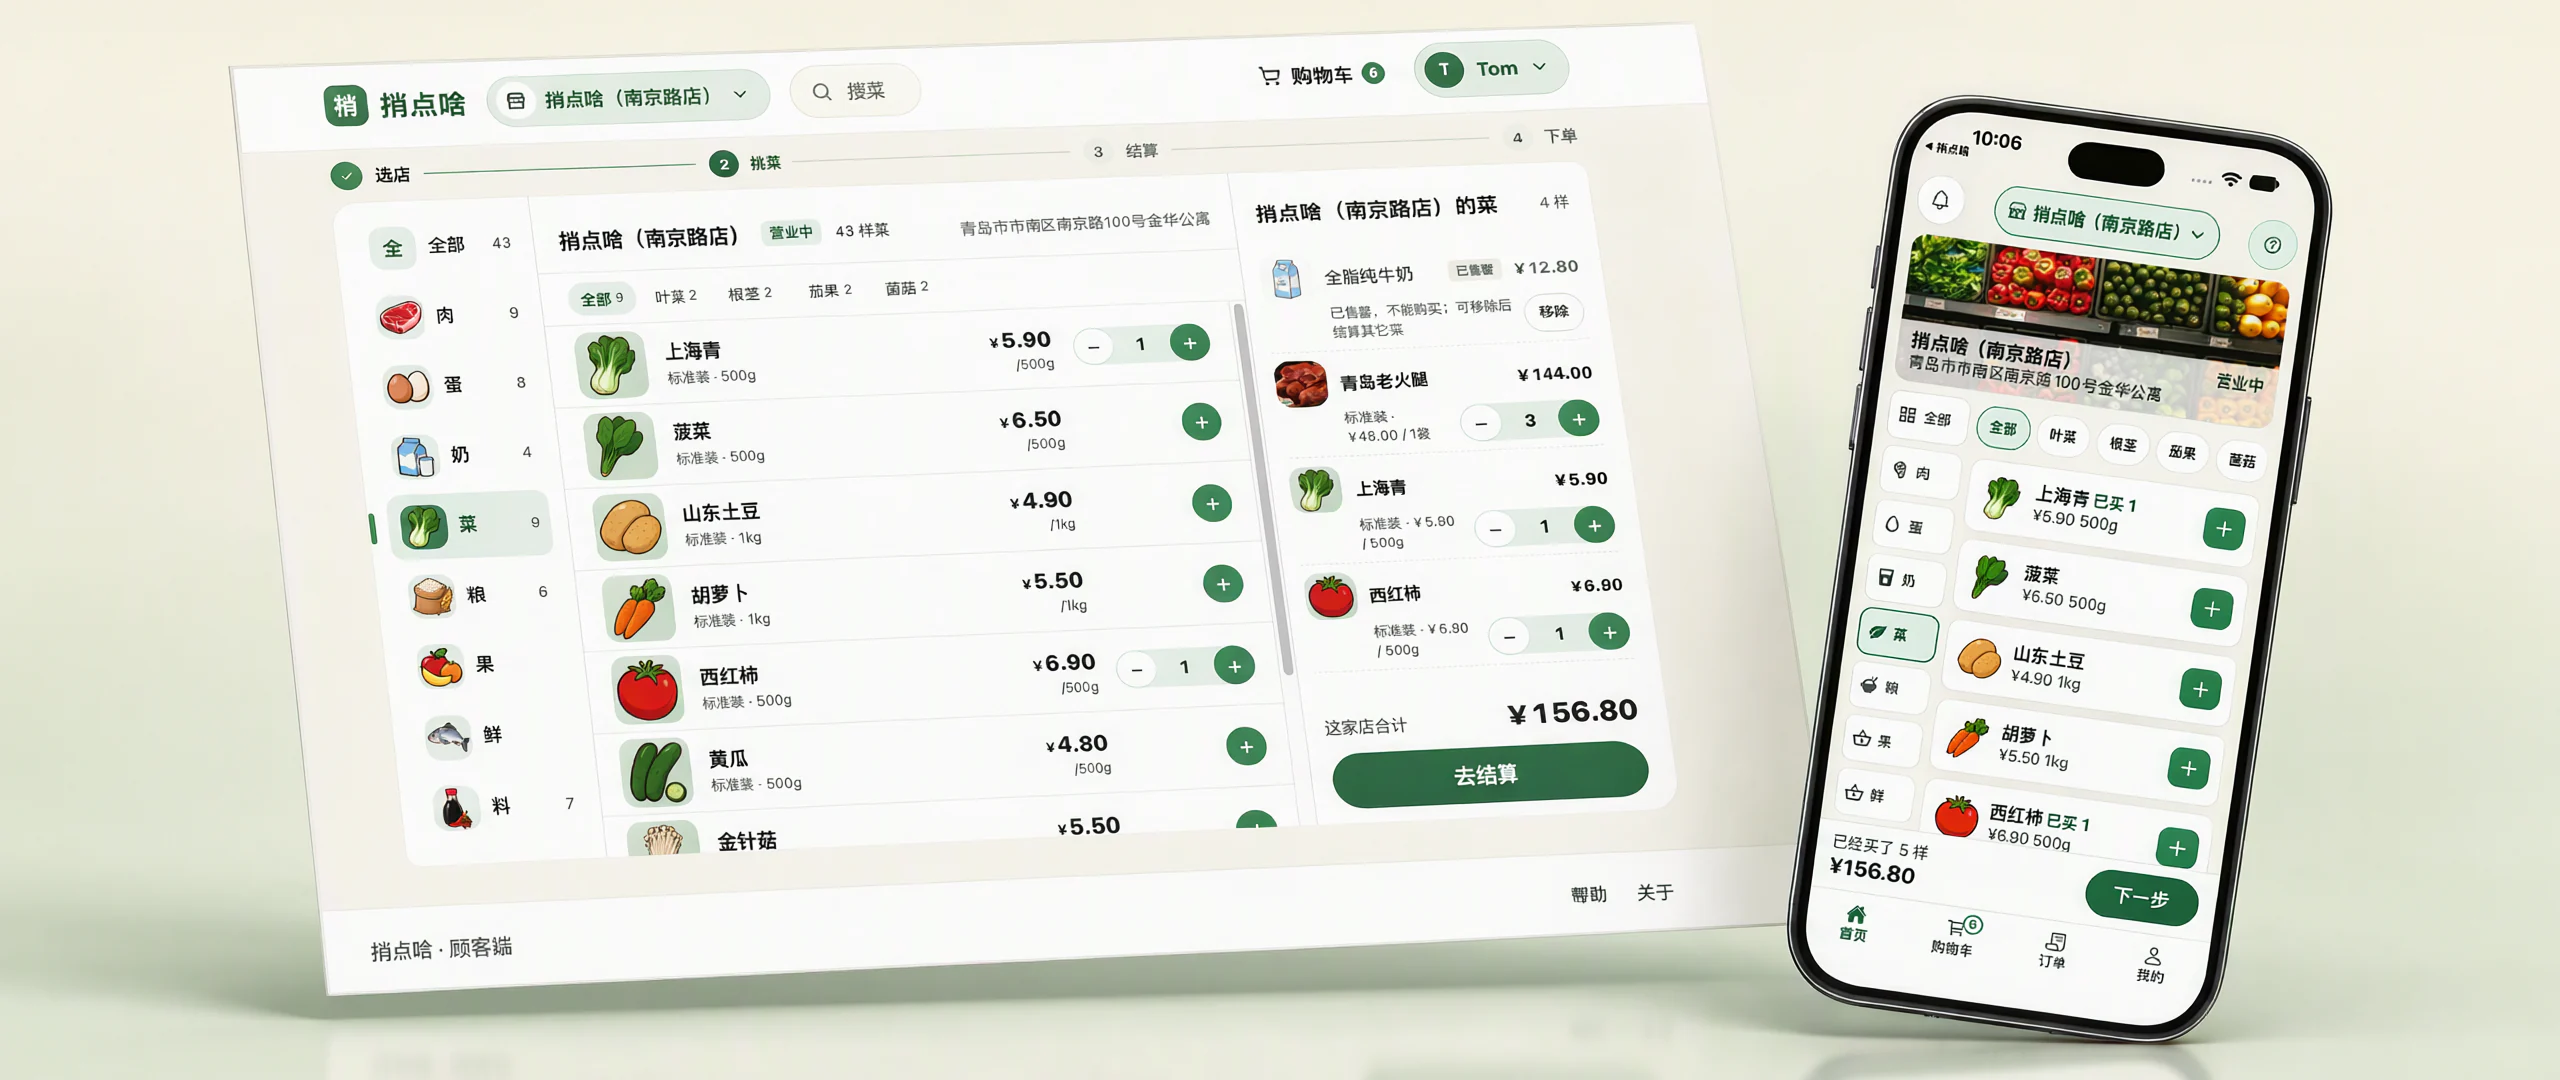 捎 捎点啥 捎点啥（南京路店） 搜菜 购物车 6 T Tom
选店 2 挑菜 3 结算 4 下单
全 全部 43
肉 9
蛋 8
奶 4
菜 9
粮 6
果
鲜
料 7
捎点啥（南京路店） 营业中 43 样菜 青岛市市南区南京路100号金华公寓
全部 9 叶菜 2 根茎 2 茄果 2 菌菇 2
上海青 ¥5.90 − 1 +
标准装 · 500g /500g
菠菜 ¥6.50 +
标准装 · 500g /500g
山东土豆 ¥4.90 +
标准装 · 1kg /1kg
胡萝卜 ¥5.50 +
标准装 · 1kg /1kg
西红柿 ¥6.90 − 1 +
标准装 · 500g /500g
黄瓜 ¥4.80 +
标准装 · 500g /500g
金针菇 ¥5.50
捎点啥（南京路店）的菜 4 样
全脂纯牛奶 已售罄 ¥12.80
已售罄，不能购买；可移除后 移除
结算其它菜
青岛老火腿 ¥144.00
标准装 · − 3 +
¥48.00 / 1袋
上海青 ¥5.90
标准装 · ¥5.90 − 1 +
/ 500g
西红柿 ¥6.90
标准装 · ¥6.90 − 1 +
/ 500g
这家店合计 ¥156.80
去结算
帮助 关于
捎点啥 · 顾客端
捎点啥 10:06
捎点啥（南京路店）
捎点啥（南京路店）
青岛市市南区南京路100号金华公寓 营业中
全部 全部 叶菜 根茎 茄果 菌菇
肉
蛋
奶
菜
粮
果
鲜
上海青 已买 1
¥5.90 500g
菠菜
¥6.50 500g
山东土豆
¥4.90 1kg
胡萝卜
¥5.50 1kg
西红柿 已买 1
¥6.90 500g
已经买了 5 样
¥156.80 下一步
首页 购物车 6 订单 我的